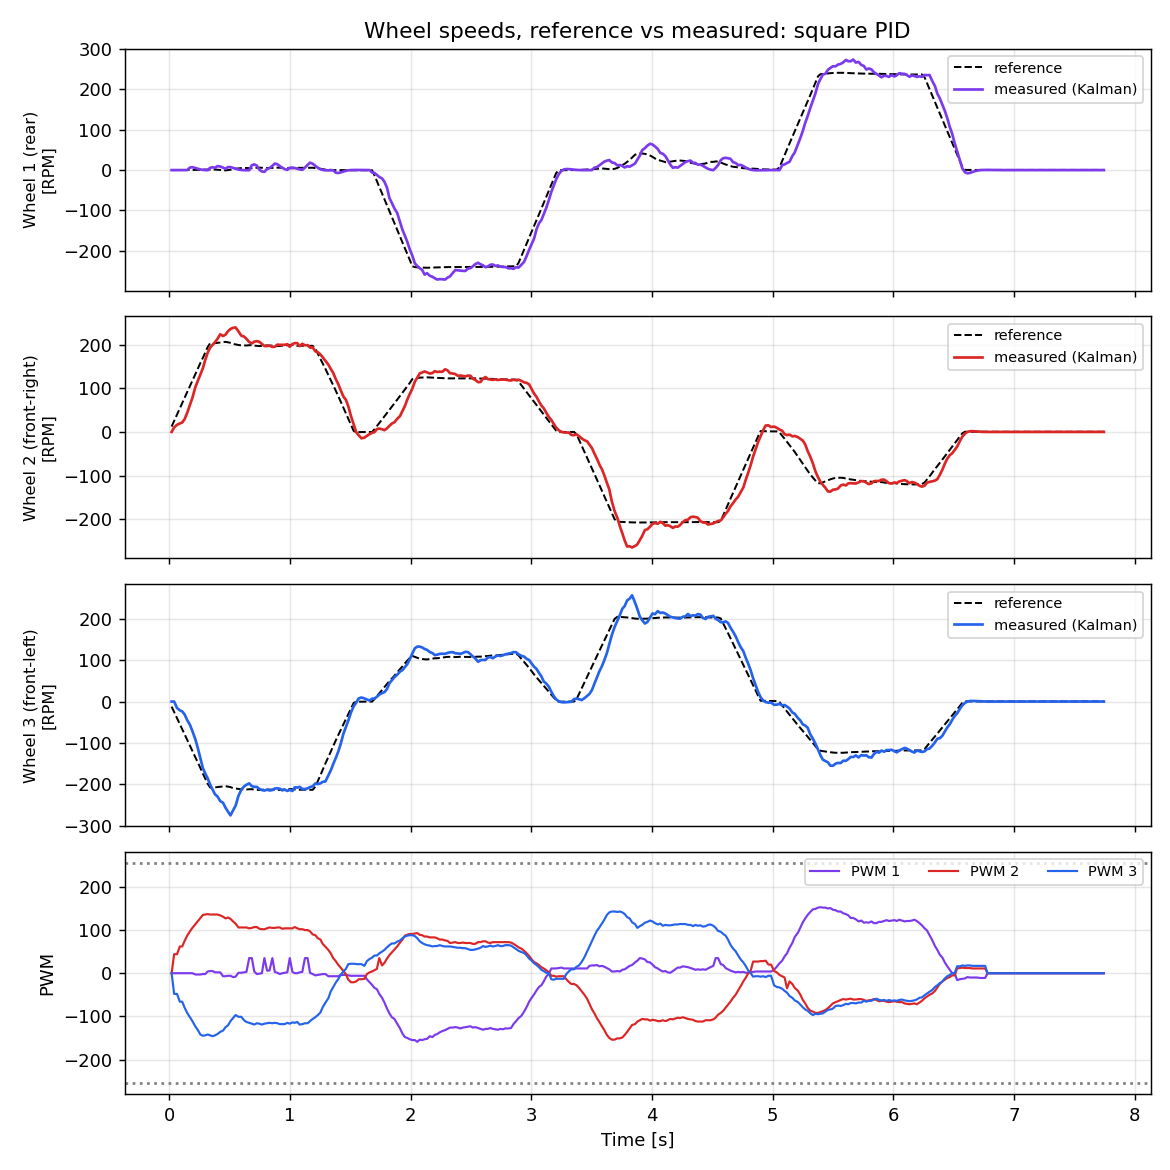 Wheel speeds, reference vs measured: square PID
Wheel 1 (rear)
[RPM]
300
200
100
0
−100
−200
reference
measured (Kalman)
Wheel 2 (front-right)
[RPM]
200
100
0
−100
−200
reference
measured (Kalman)
Wheel 3 (front-left)
[RPM]
200
100
0
−100
−200
−300
reference
measured (Kalman)
PWM
200
100
0
−100
−200
PWM 1 PWM 2 PWM 3
0 1 2 3 4 5 6 7 8
Time [s]